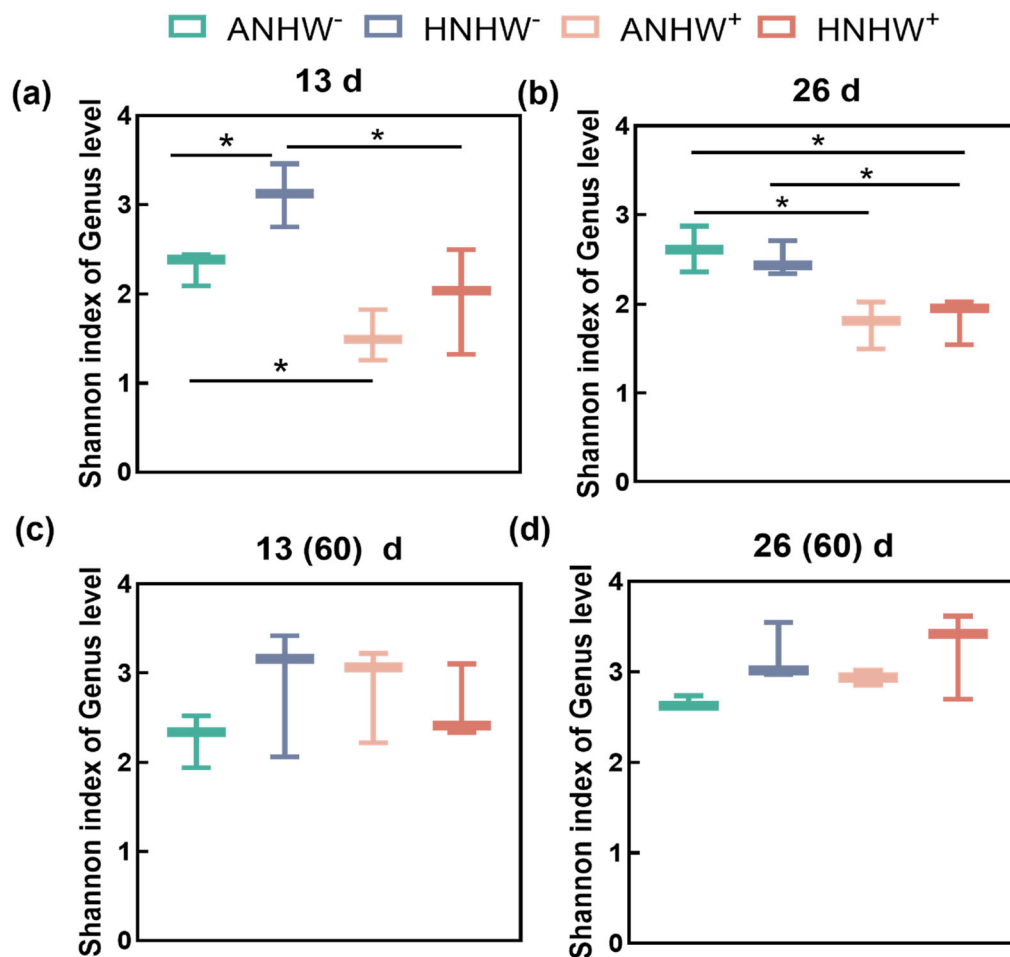 ANHW⁻ HNHW⁻ ANHW⁺ HNHW⁺
(a) 13 d
Shannon index of Genus level
4
3
2
1
0
* *
*
(b) 26 d
Shannon index of Genus level
4
3
2
1
0
*
*
*
(c) 13 (60) d
Shannon index of Genus level
4
3
2
1
0
(d) 26 (60) d
Shannon index of Genus level
4
3
2
1
0